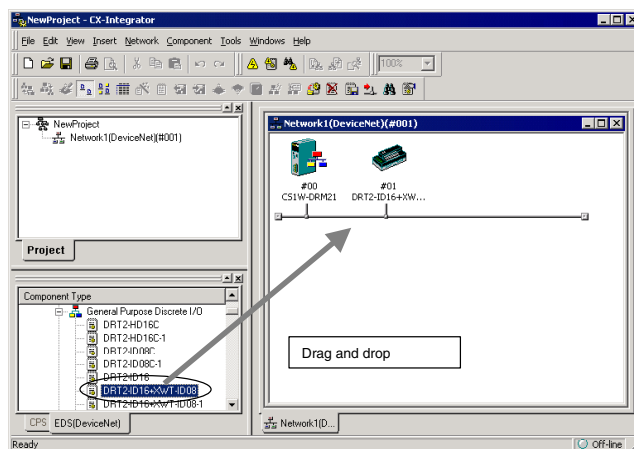 NewProject - CX-Integrator
File Edit View Insert Network Component Tools Windows Help
100%
NewProject
Network1(DeviceNet)(#001)
Project
Component Type
General Purpose Discrete I/O
DRT2-HD16C
DRT2-HD16C-1
DRT2-ID08C
DRT2-ID08C-1
DRT2-ID16
DRT2-ID16+XWT-ID08
DRT2-ID16+XWT-ID08-1
CPS EDS(DeviceNet)
Network1(DeviceNet)(#001)
#00 #01
CS1W-DRM21 DRT2-ID16+XW...
Drag and drop
Network1(D...
Ready Off-line